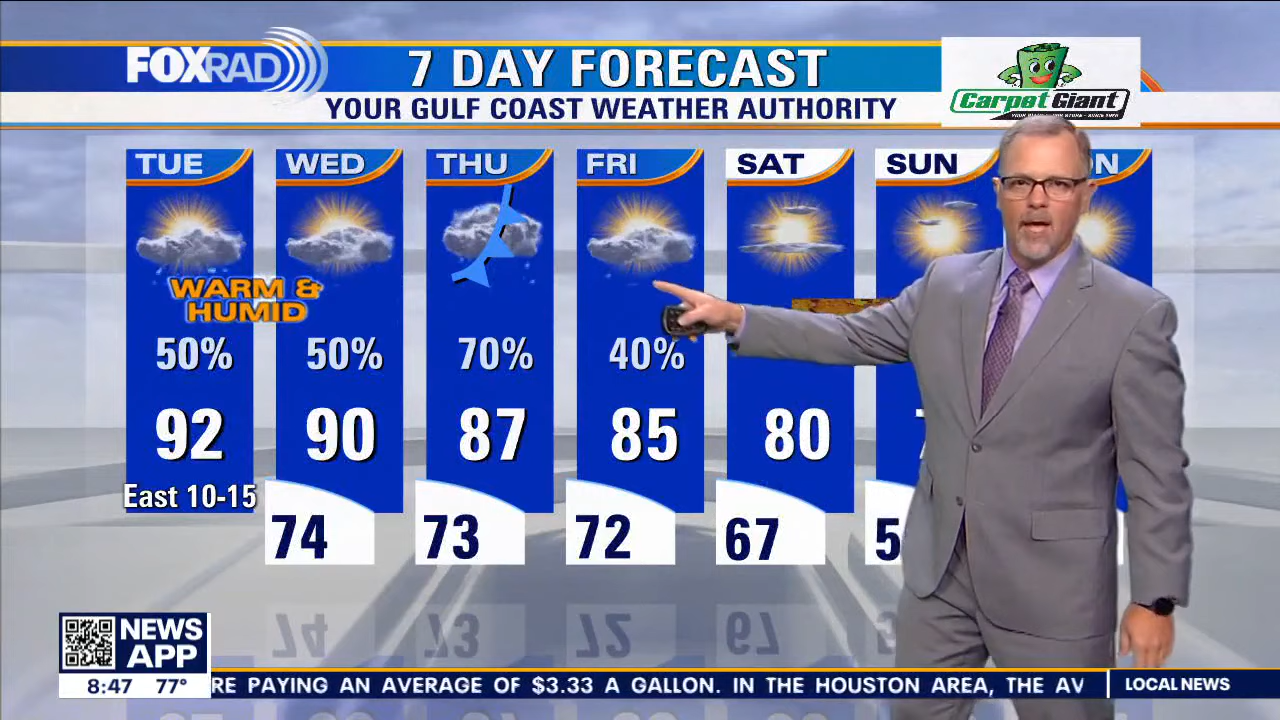 FOXRAD
7 DAY FORECAST
YOUR GULF COAST WEATHER AUTHORITY
Carpet Giant
TUE
WED
THU
FRI
SAT
SUN
WARM &
HUMID
50%
50%
70%
40%
92
90
87
85
80
East 10-15
74
73
72
67
5
NEWS
APP
8:47 77°
RE PAYING AN AVERAGE OF $3.33 A GALLON. IN THE HOUSTON AREA, THE AV
LOCAL NEWS